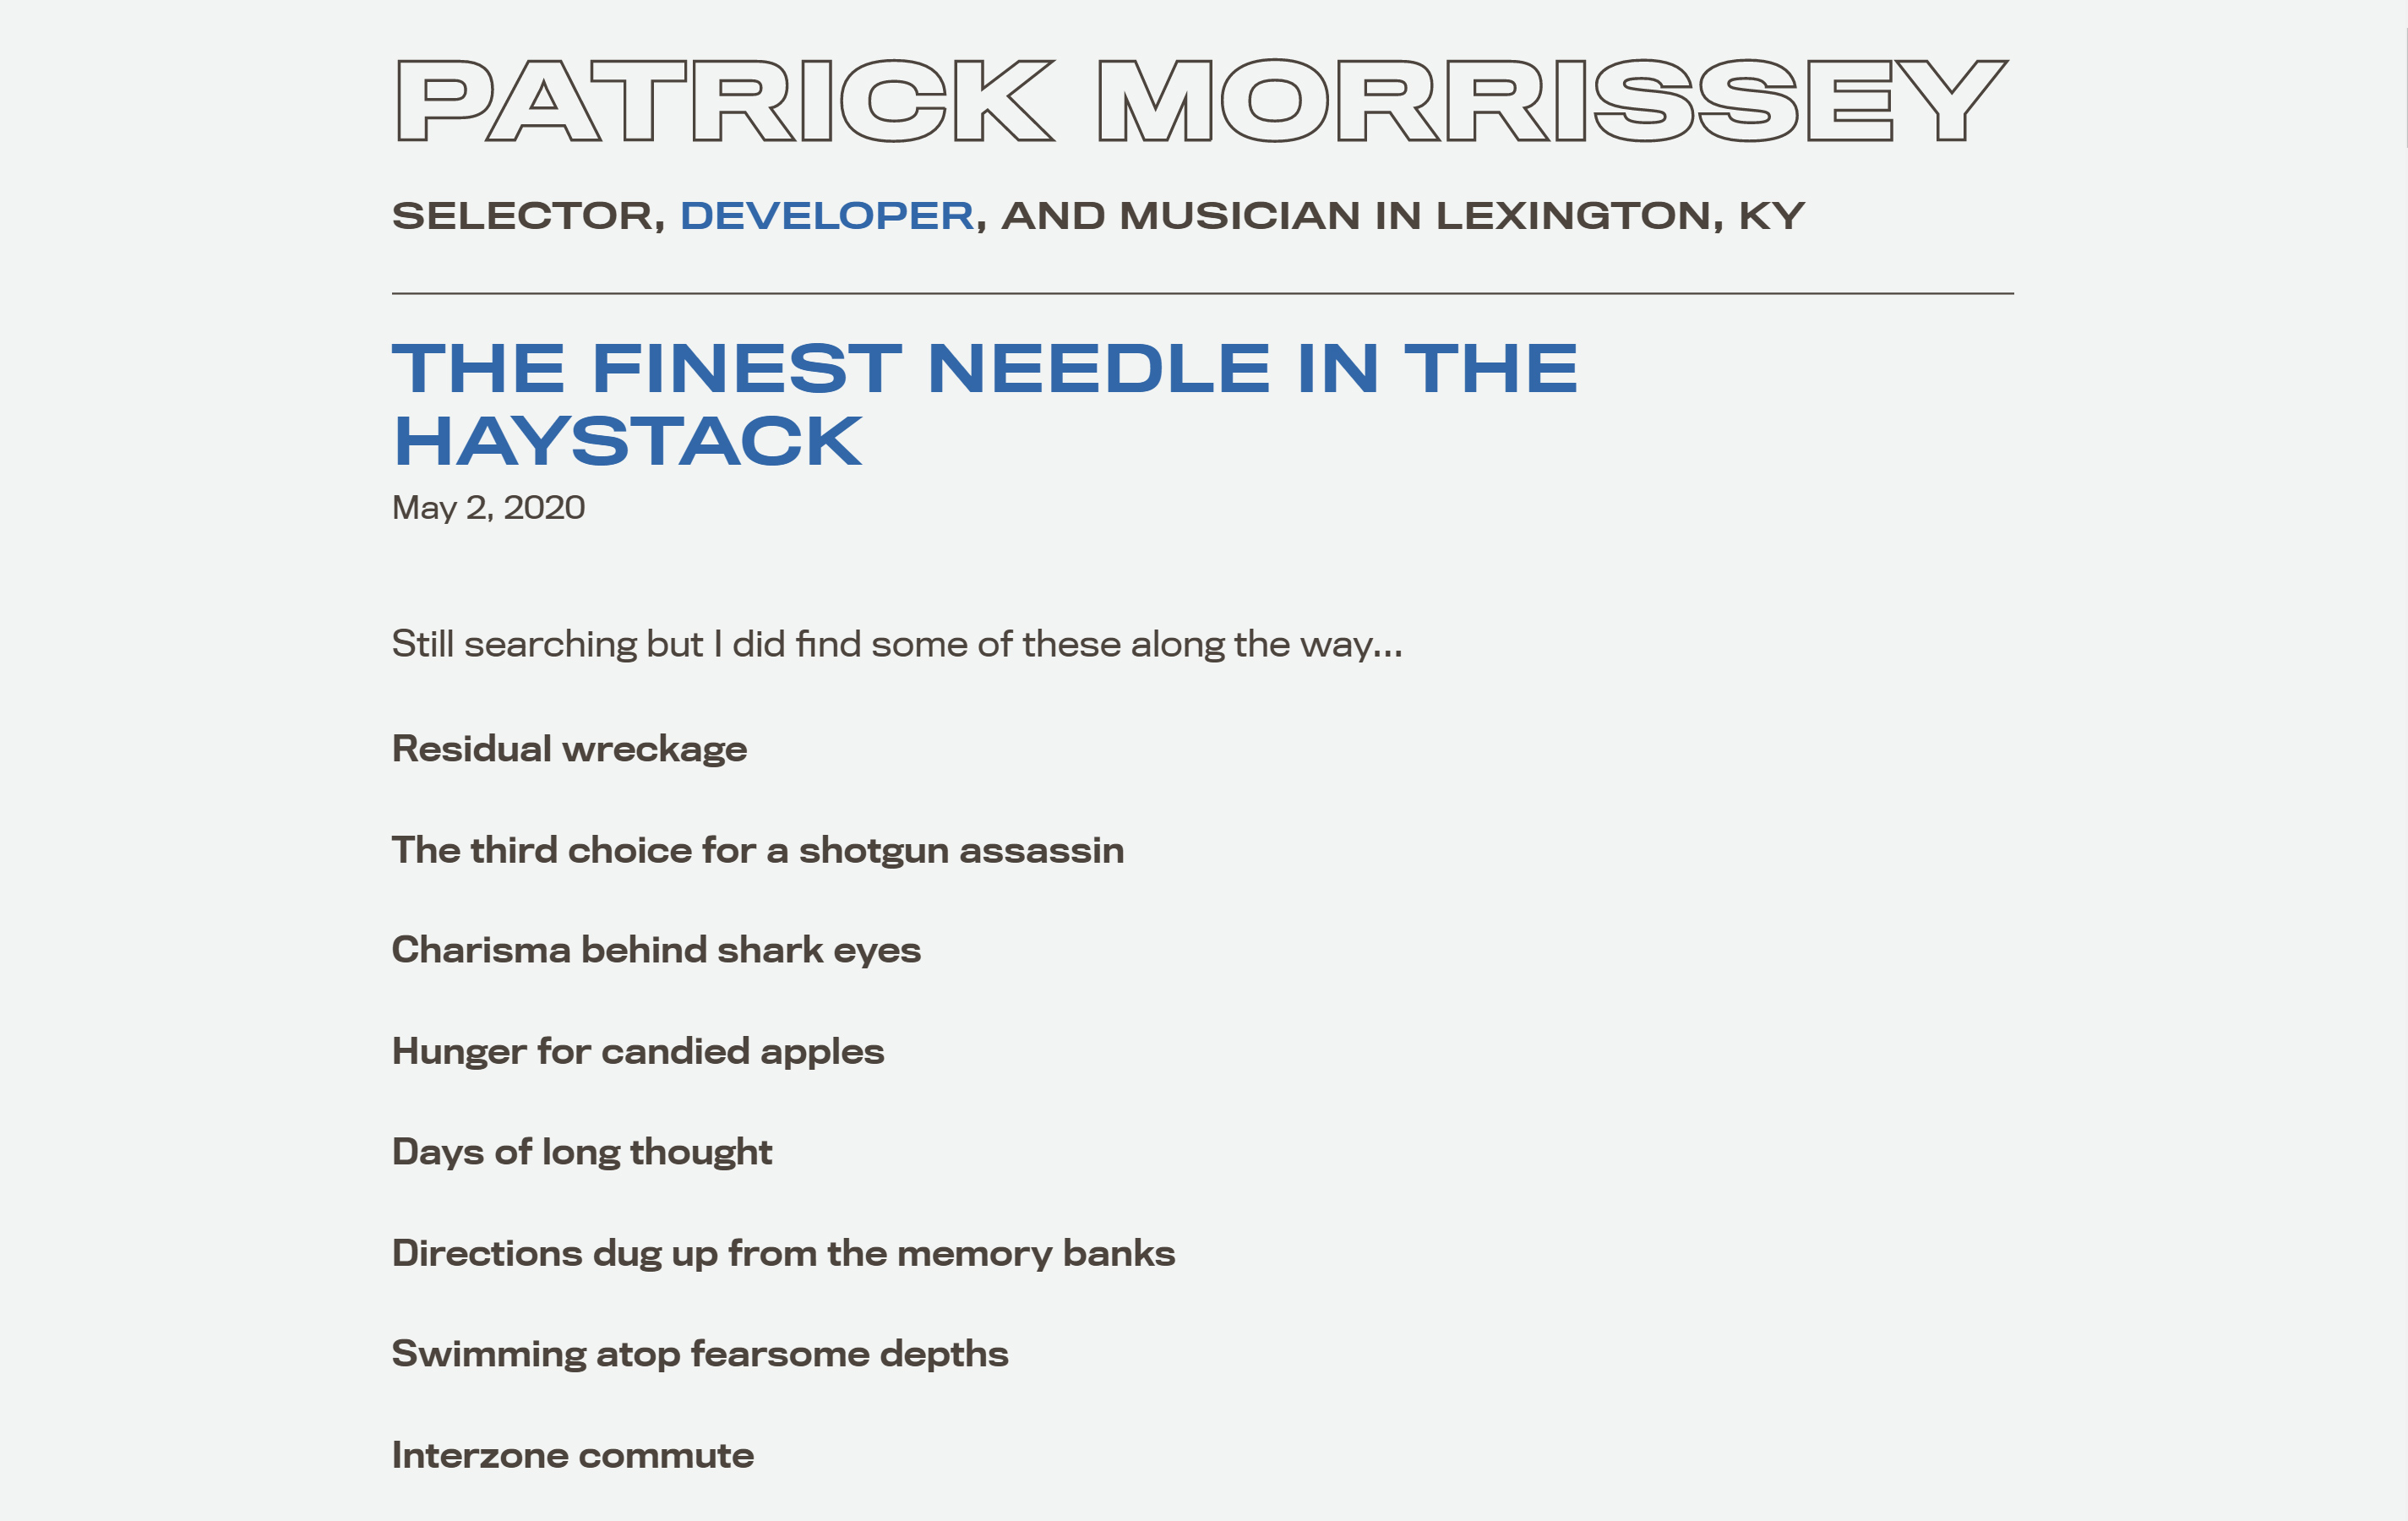 PATRICK MORRISSEY
SELECTOR, DEVELOPER, AND MUSICIAN IN LEXINGTON, KY
THE FINEST NEEDLE IN THE
HAYSTACK
May 2, 2020
Still searching but I did find some of these along the way...
Residual wreckage
The third choice for a shotgun assassin
Charisma behind shark eyes
Hunger for candied apples
Days of long thought
Directions dug up from the memory banks
Swimming atop fearsome depths
Interzone commute